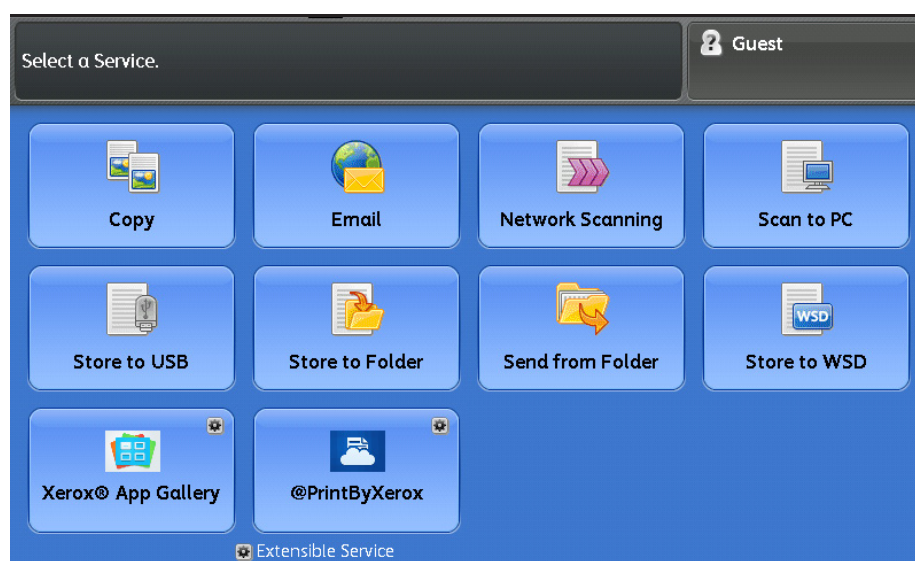 Select a Service.
Guest
Copy
Email
Network Scanning
Scan to PC
Store to USB
Store to Folder
Send from Folder
WSD
Store to WSD
Xerox® App Gallery
@PrintByXerox
Extensible Service